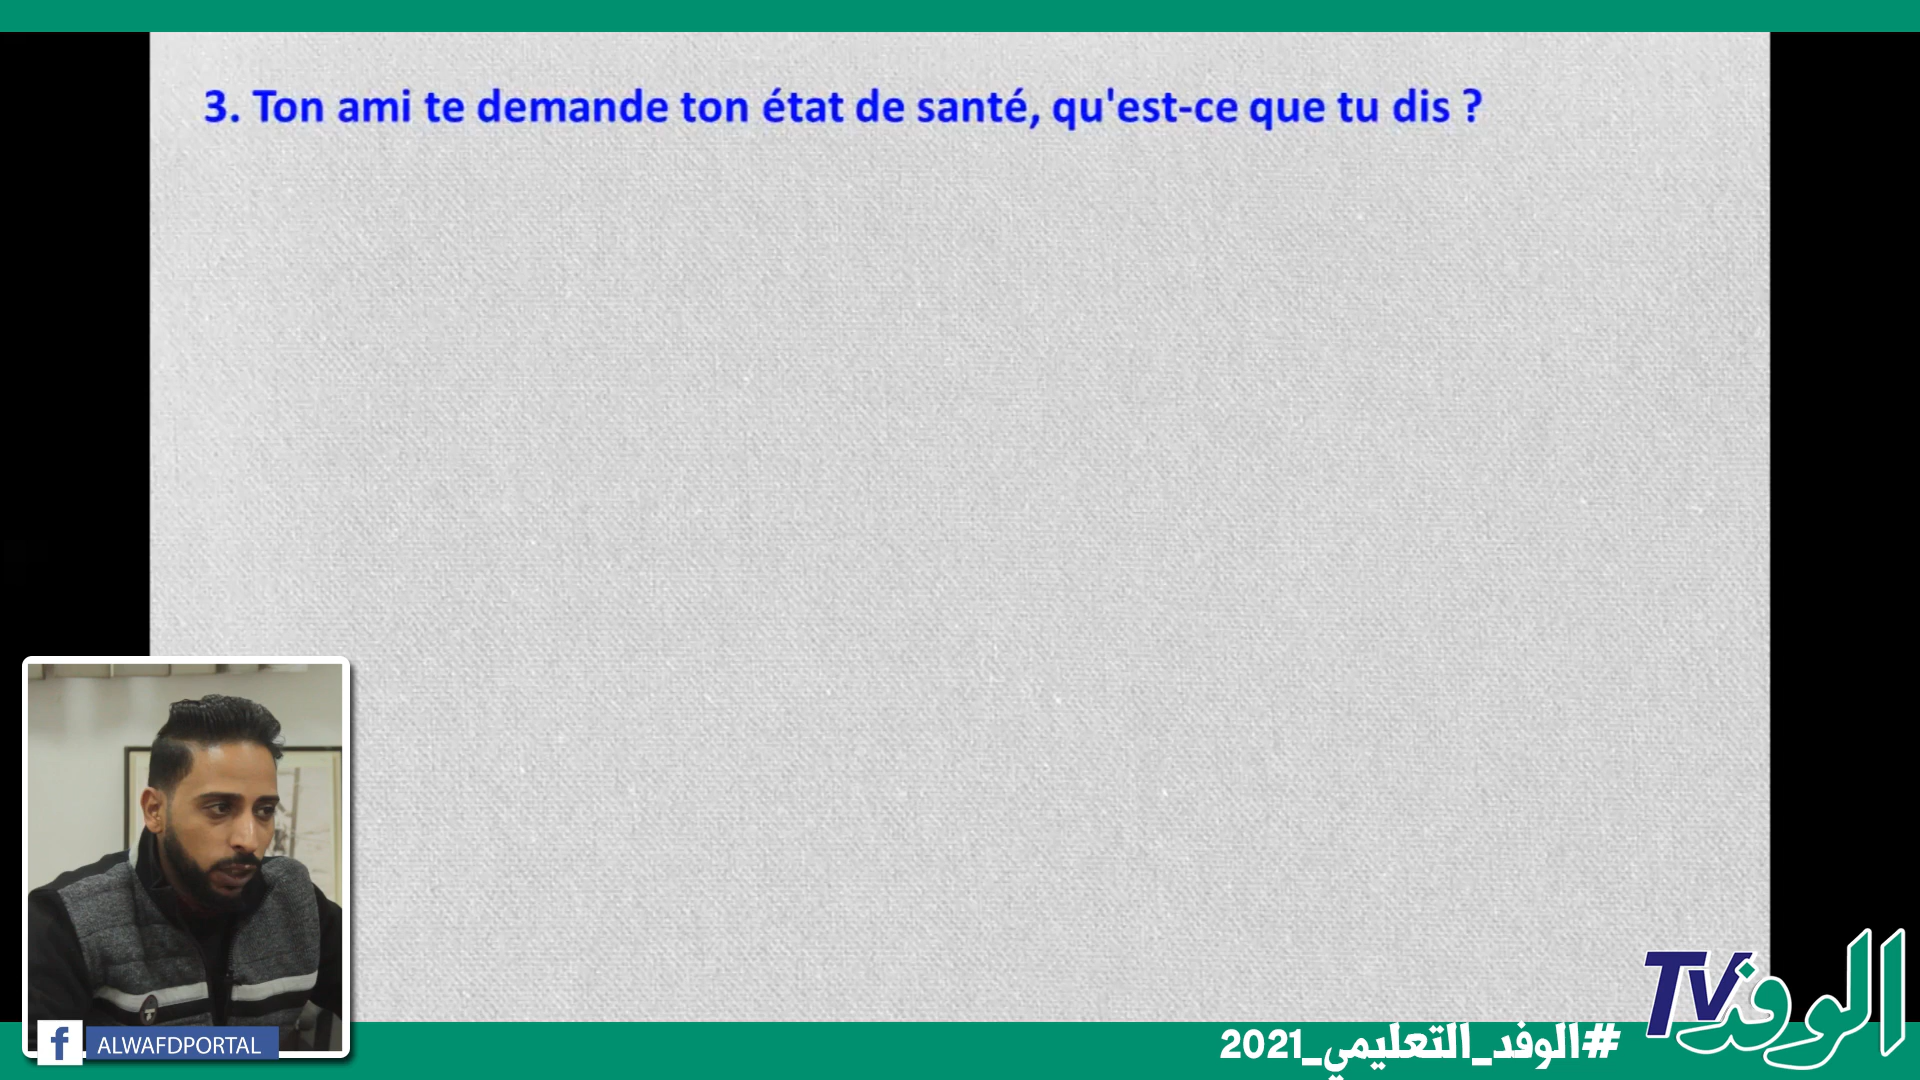 3. Ton ami te demande ton état de santé, qu'est-ce que tu dis ?
ALWAFDPORTAL
#الوفد_التعليمي_2021
الوفد TV